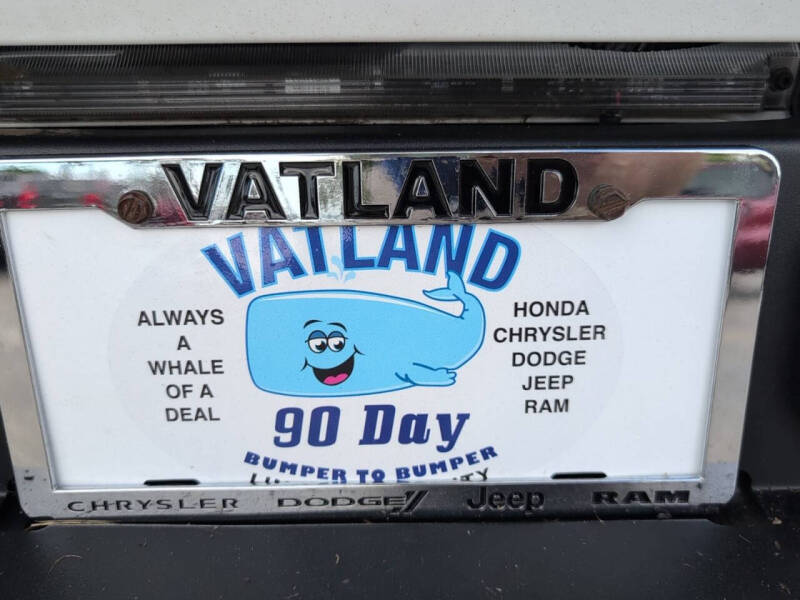 VATLAND
VATLAND
ALWAYS
A
WHALE
OF A
DEAL
HONDA
CHRYSLER
DODGE
JEEP
RAM
90 Day
BUMPER TO BUMPER
CHRYSLER DODGE Jeep RAM